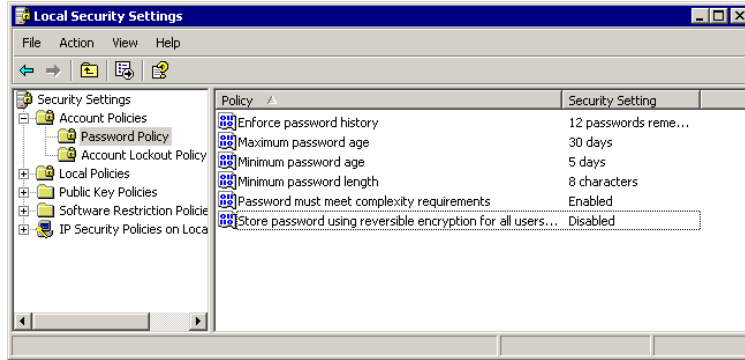 Local Security Settings
File Action View Help
Security Settings
Account Policies
Password Policy
Account Lockout Policy
Local Policies
Public Key Policies
Software Restriction Policie
IP Security Policies on Loca
Policy Security Setting
Enforce password history 12 passwords reme...
Maximum password age 30 days
Minimum password age 5 days
Minimum password length 8 characters
Password must meet complexity requirements Enabled
Store password using reversible encryption for all users... Disabled